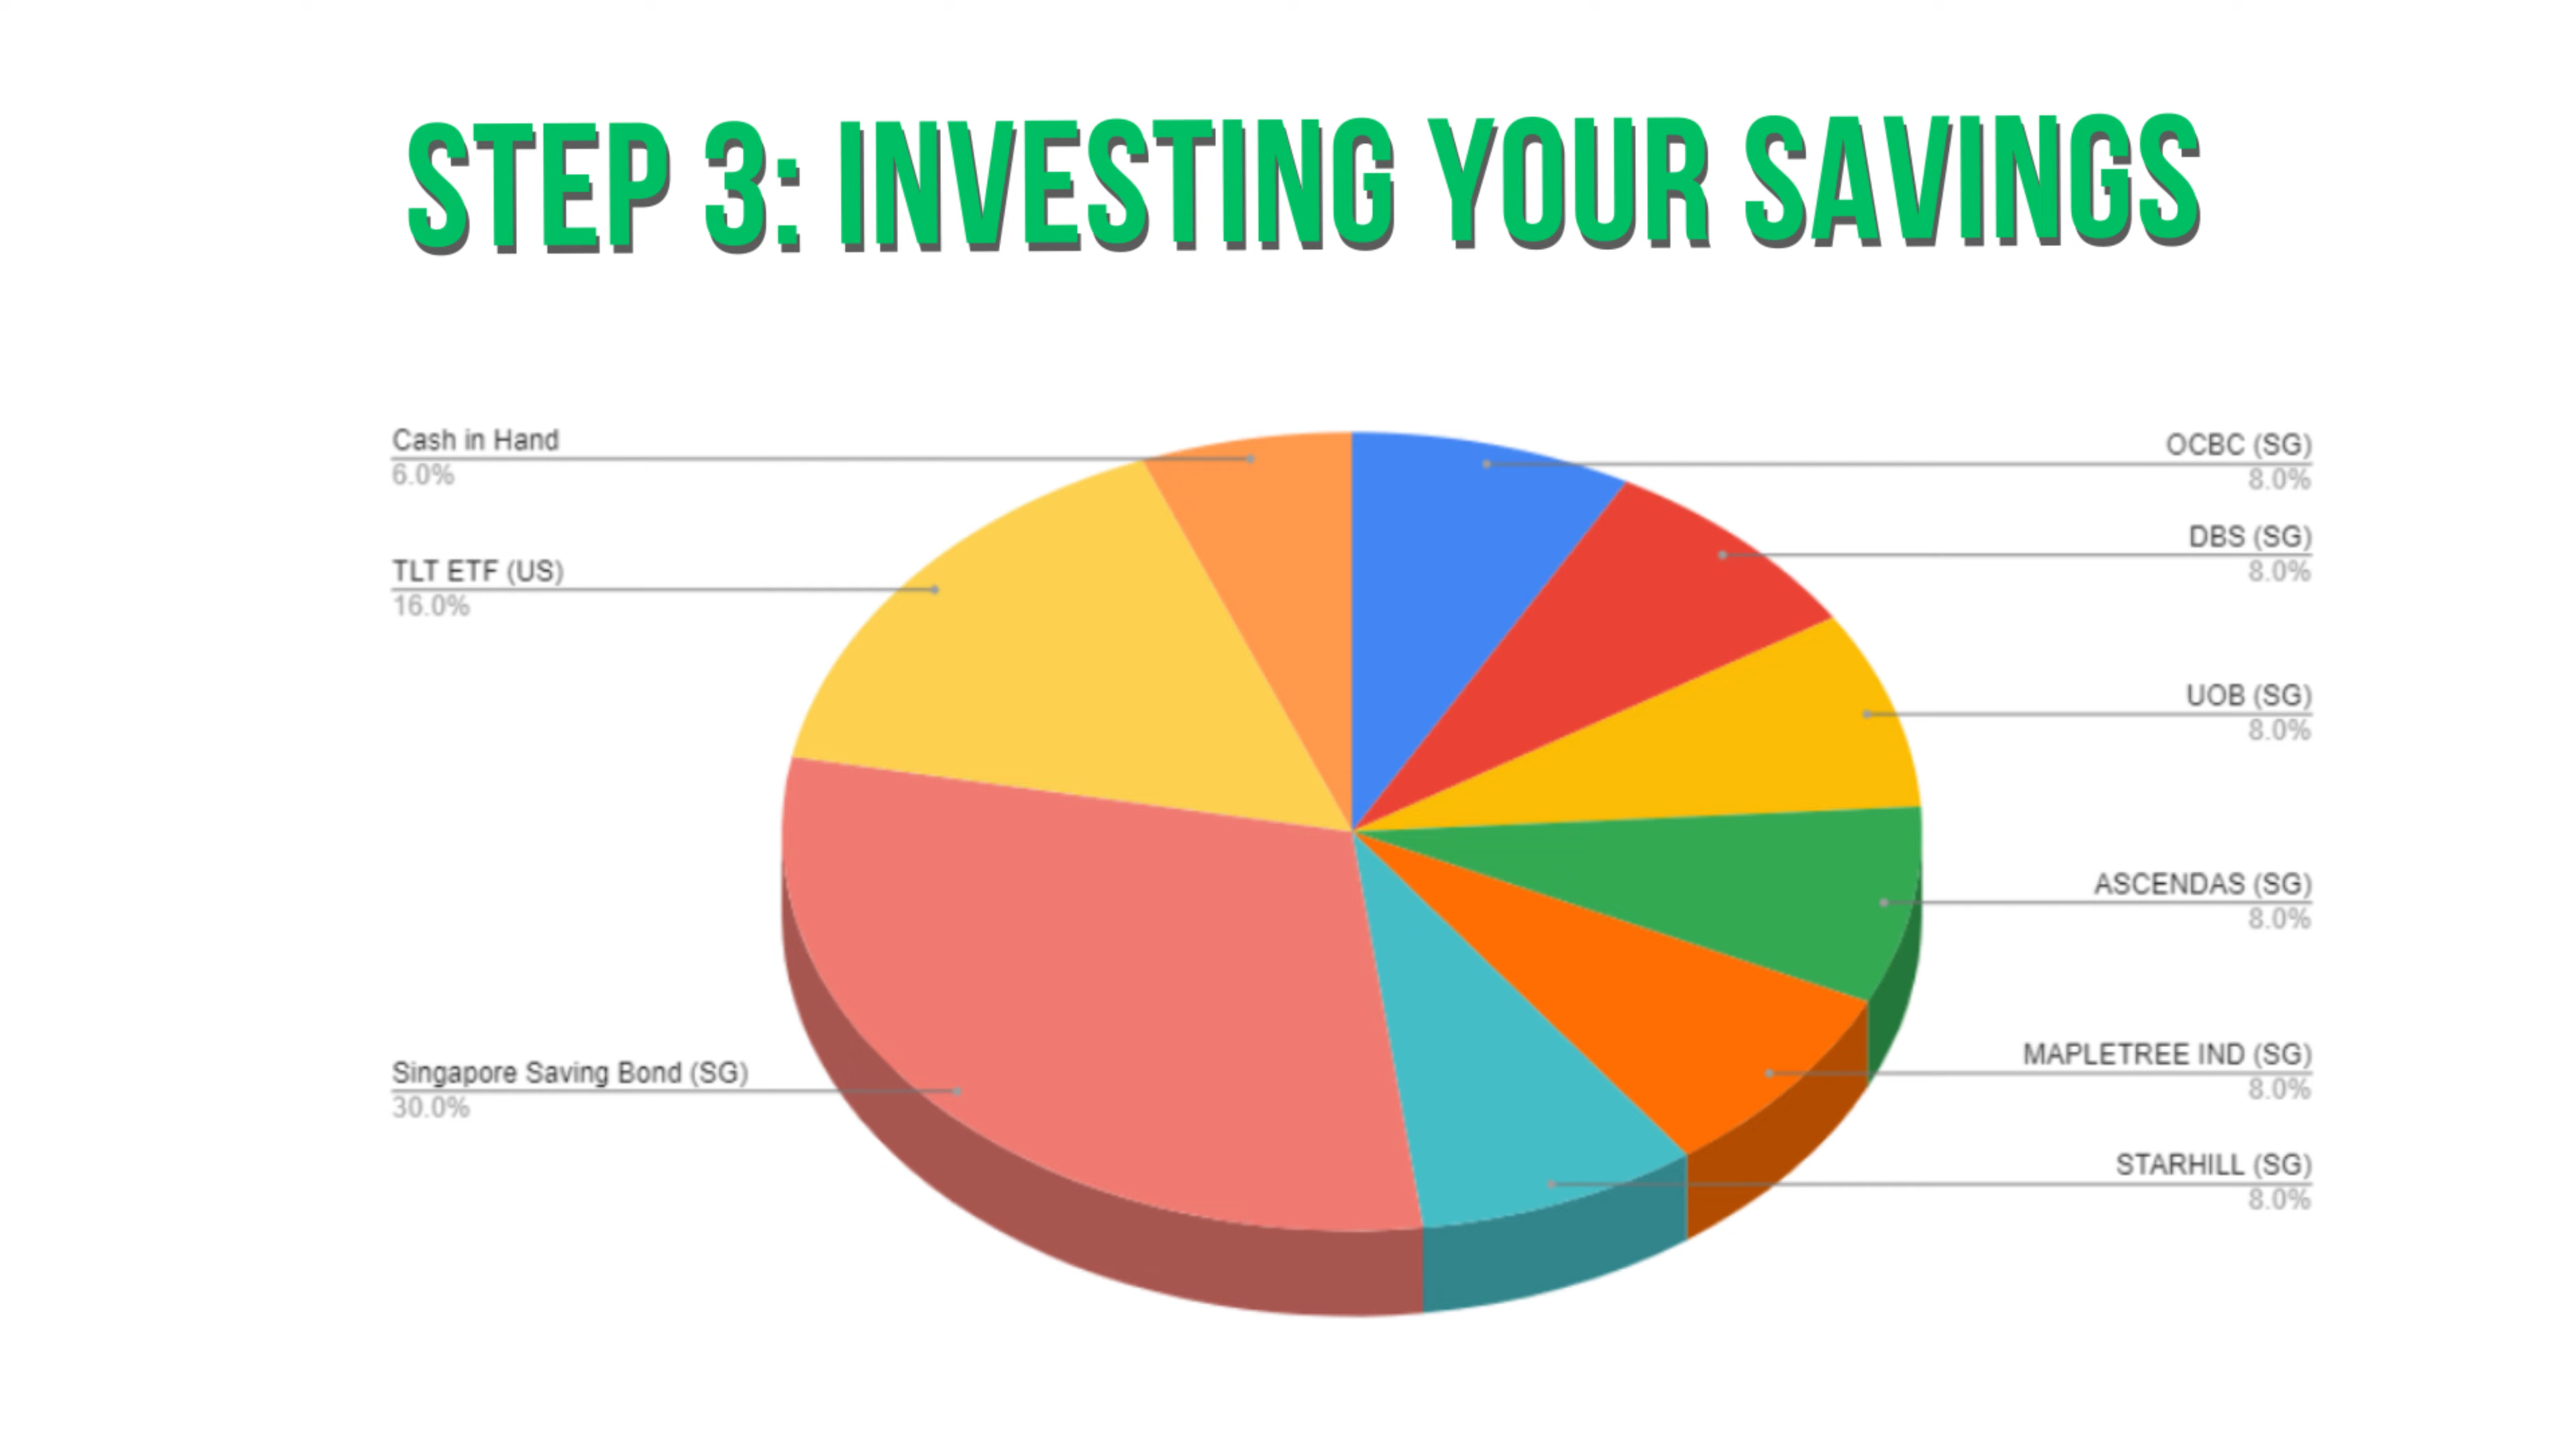 STEP 3: INVESTING YOUR SAVINGS
Cash in Hand
6.0%
TLT ETF (US)
16.0%
Singapore Saving Bond (SG)
30.0%
OCBC (SG)
8.0%
DBS (SG)
8.0%
UOB (SG)
8.0%
ASCENDAS (SG)
8.0%
MAPLETREE IND (SG)
8.0%
STARHILL (SG)
8.0%